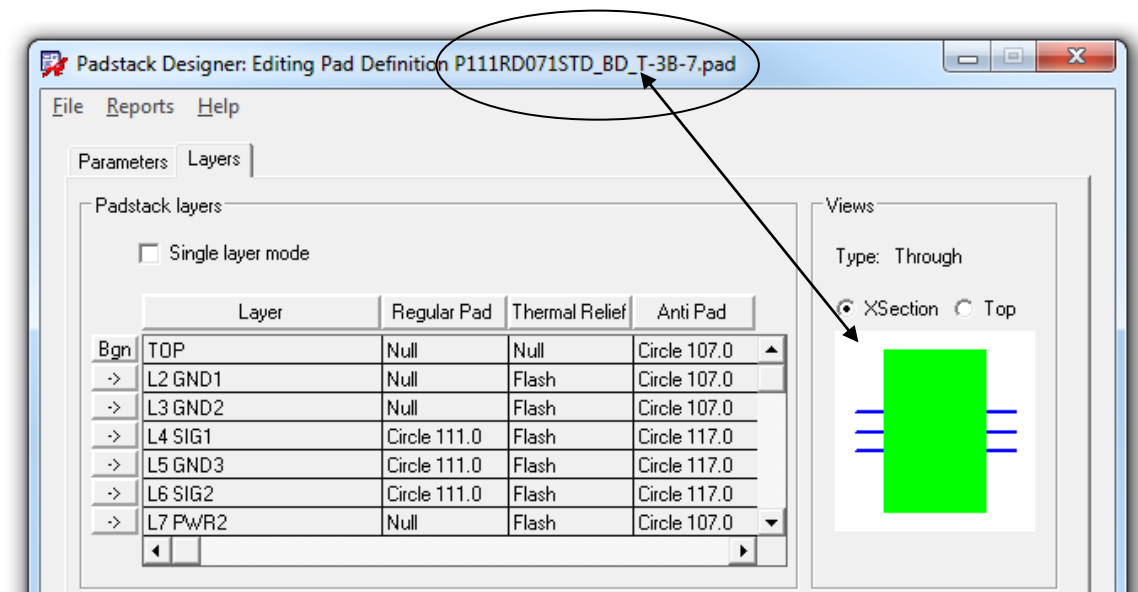 Padstack Designer: Editing Pad Definition P111RD071STD_BD_T-3B-7.pad
File Reports Help
Parameters Layers
Padstack layers
Single layer mode
Layer Regular Pad Thermal Relief Anti Pad
Bgn TOP Null Null Circle 107.0
-> L2 GND1 Null Flash Circle 107.0
-> L3 GND2 Null Flash Circle 107.0
-> L4 SIG1 Circle 111.0 Flash Circle 117.0
-> L5 GND3 Circle 111.0 Flash Circle 117.0
-> L6 SIG2 Circle 111.0 Flash Circle 117.0
-> L7 PWR2 Null Flash Circle 107.0
Views
Type: Through
XSection Top